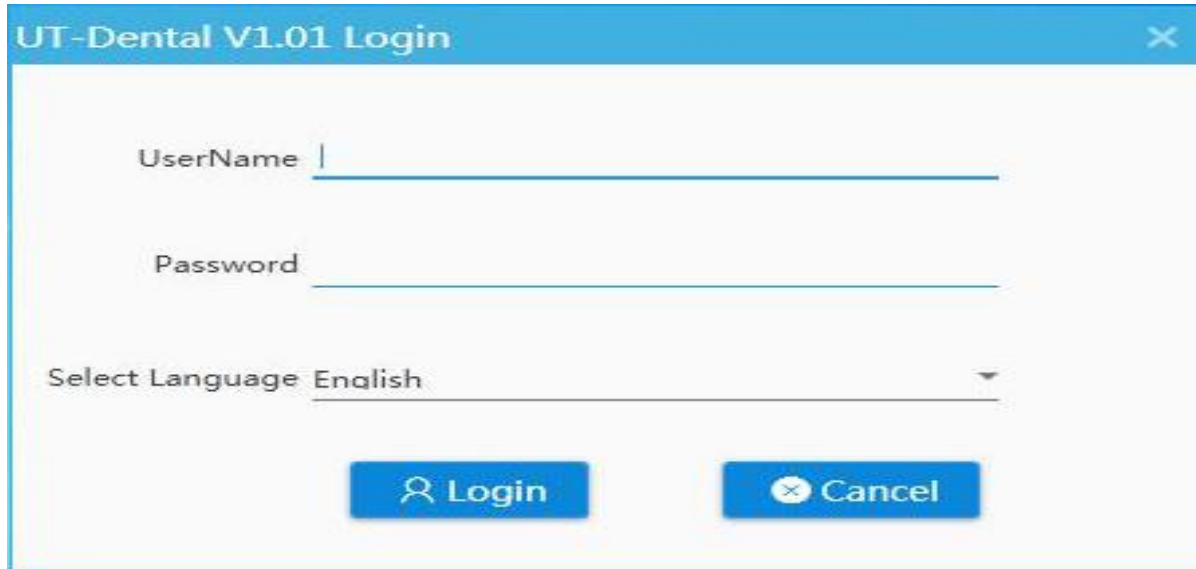 UT-Dental V1.01 Login
UserName
Password
Select Language English
Login
Cancel